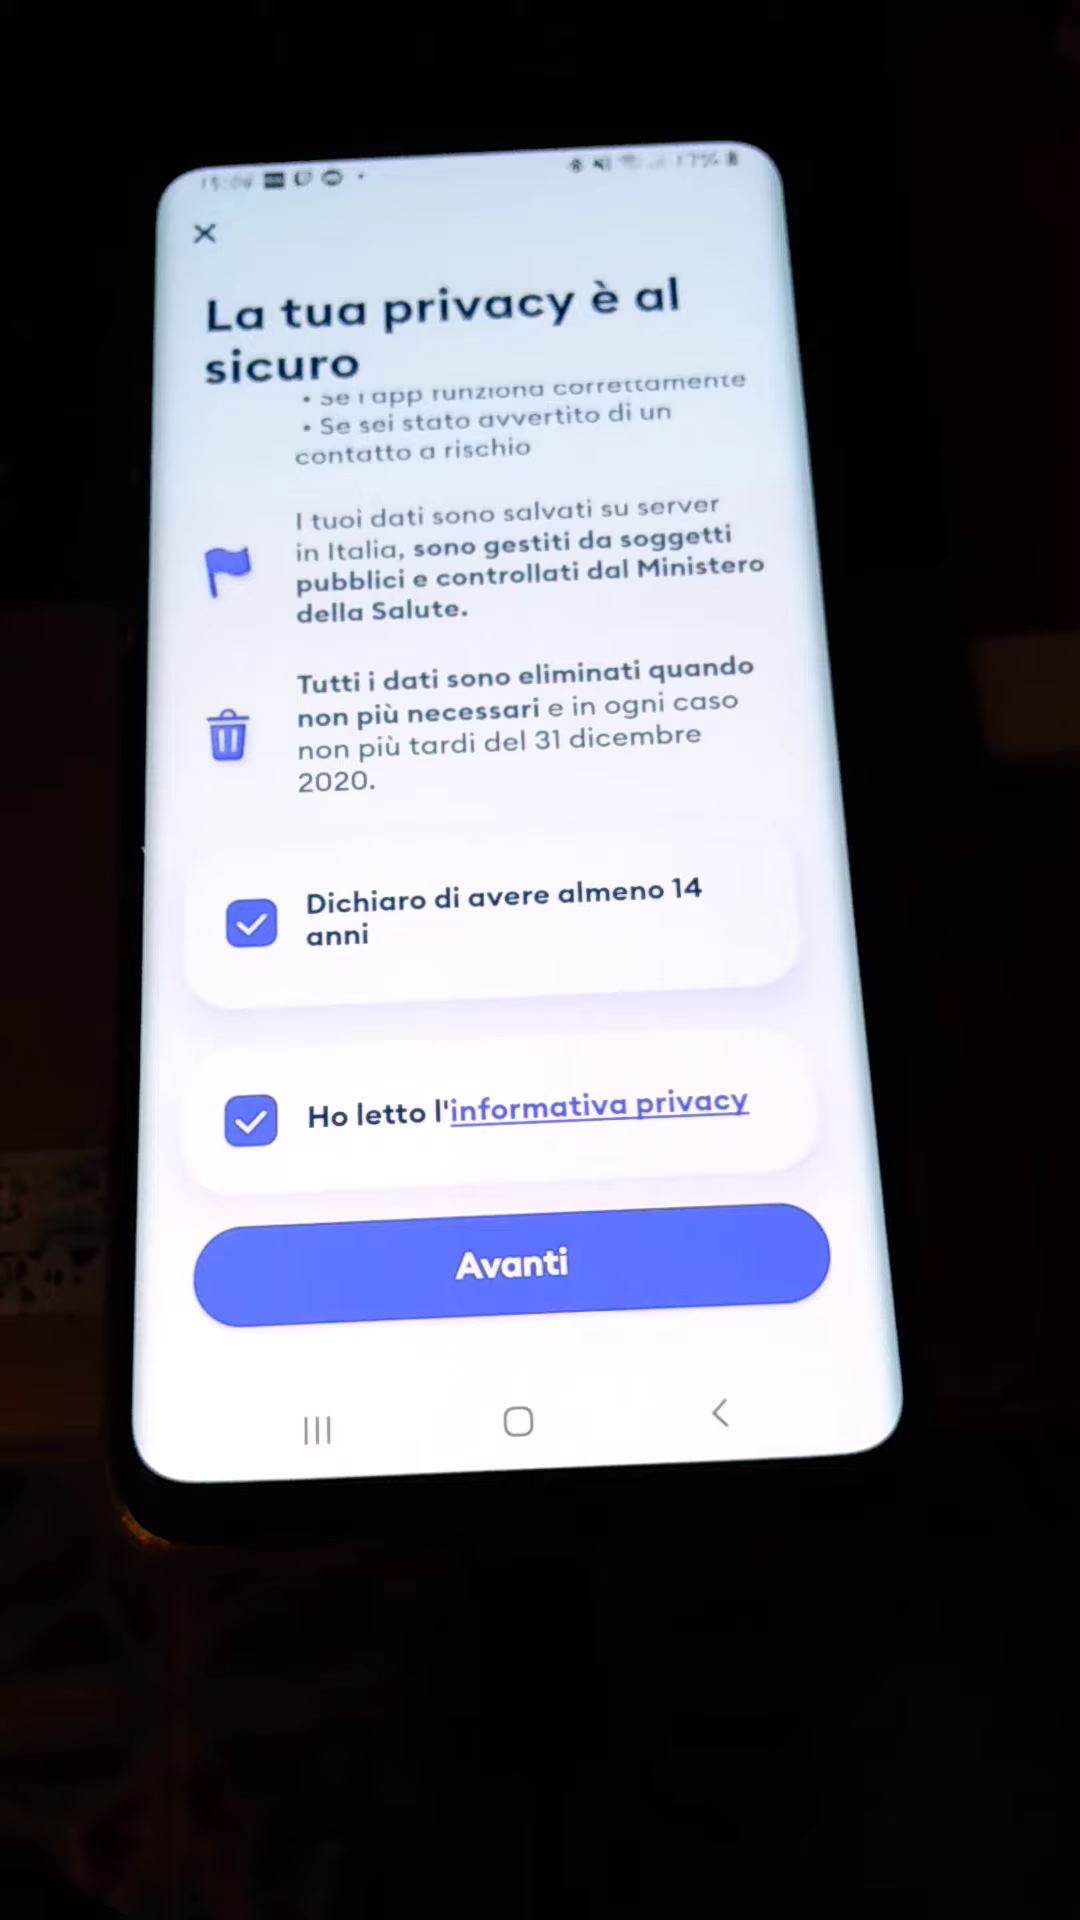 La tua privacy è al
sicuro
• Se l'app funziona correttamente
• Se sei stato avvertito di un
contatto a rischio
I tuoi dati sono salvati su server
in Italia, sono gestiti da soggetti
pubblici e controllati dal Ministero
della Salute.
Tutti i dati sono eliminati quando
non più necessari e in ogni caso
non più tardi del 31 dicembre
2020.
Dichiaro di avere almeno 14
anni
Ho letto l'informativa privacy
Avanti